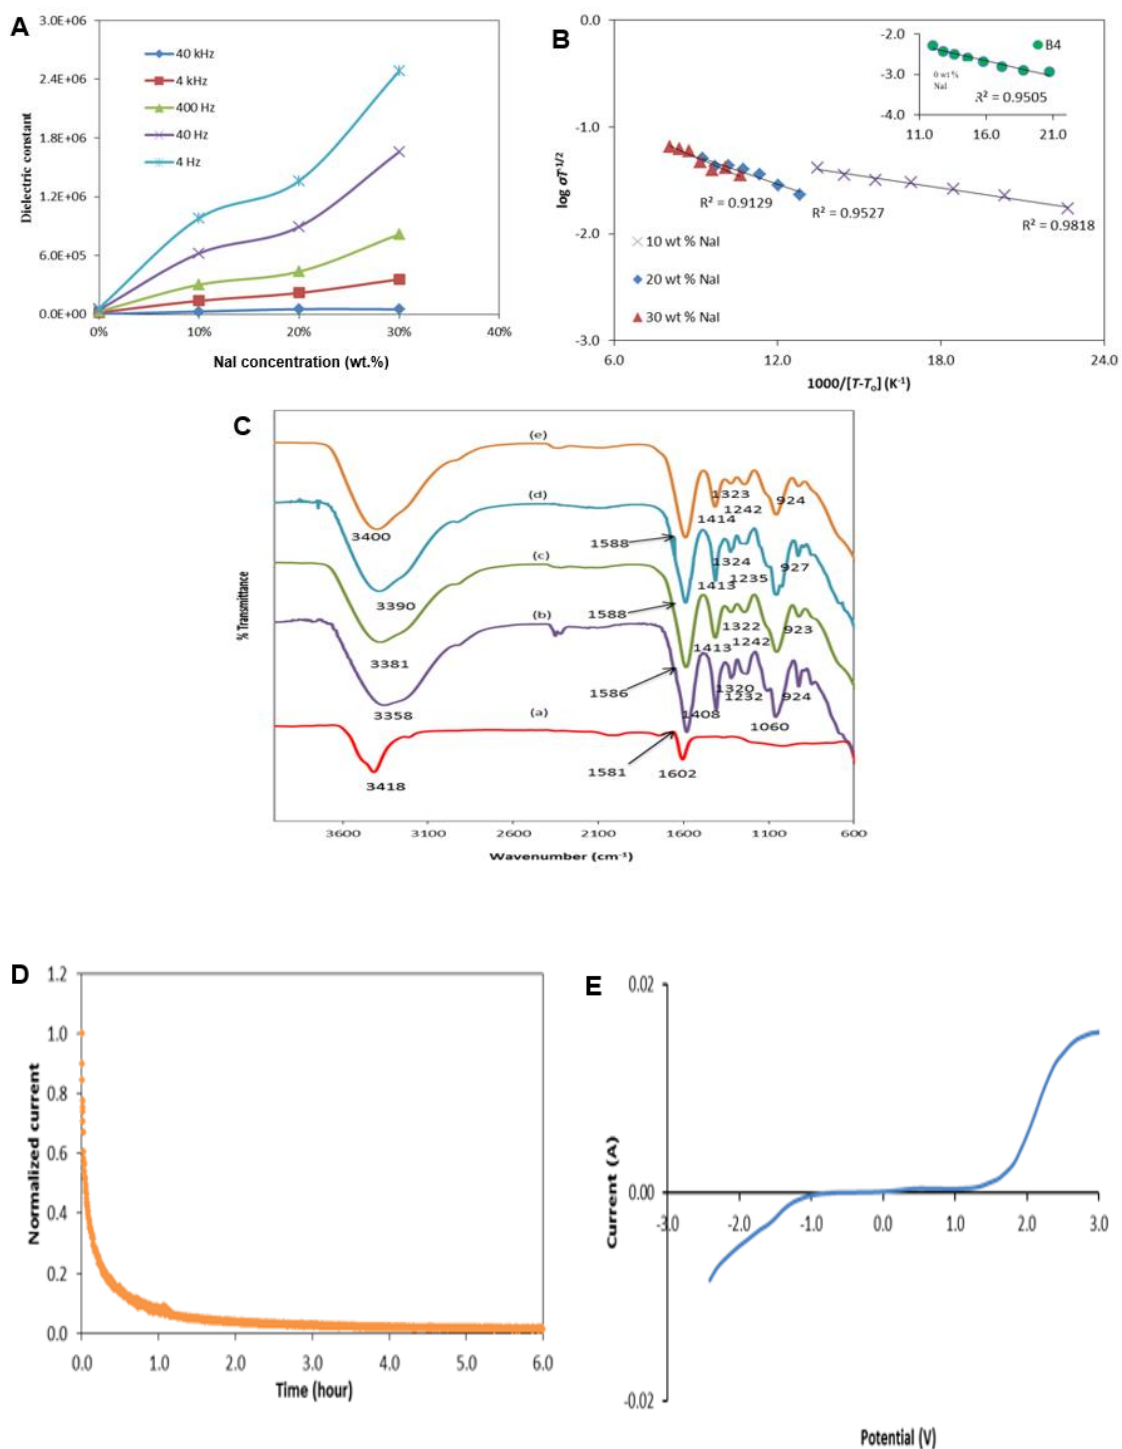 A
3.0E+06
2.4E+06
1.8E+06
1.2E+06
6.0E+05
0.0E+00
Dielectric constant
40 kHz
4 kHz
400 Hz
40 Hz
4 Hz
0%
10%
20%
30%
40%
NaI concentration (wt.%)
B
0.0
-1.0
-2.0
-3.0
log σT^1/2
-2.0
-3.0
-4.0
B4
0 wt %
NaI
R² = 0.9505
11.0
16.0
21.0
R² = 0.9129
R² = 0.9527
R² = 0.9818
10 wt % NaI
20 wt % NaI
30 wt % NaI
6.0
12.0
18.0
24.0
1000/[T-T₀] (K⁻¹)
C
% Transmittance
(e)
3400
1588
1414
1323
1242
924
(d)
3390
1588
1413
1324
1235
927
(c)
3381
1586
1413
1322
1242
923
(b)
3358
1581
1408
1320
1232
1060
924
(a)
3418
1602
3600
3100
2600
2100
1600
1100
600
Wavenumber (cm⁻¹)
D
1.2
1.0
0.8
0.6
0.4
0.2
0.0
Normalized current
0.0
1.0
2.0
3.0
4.0
5.0
6.0
Time (hour)
E
0.02
0.00
-0.02
Current (A)
-3.0
-2.0
-1.0
0.0
1.0
2.0
3.0
Potential (V)